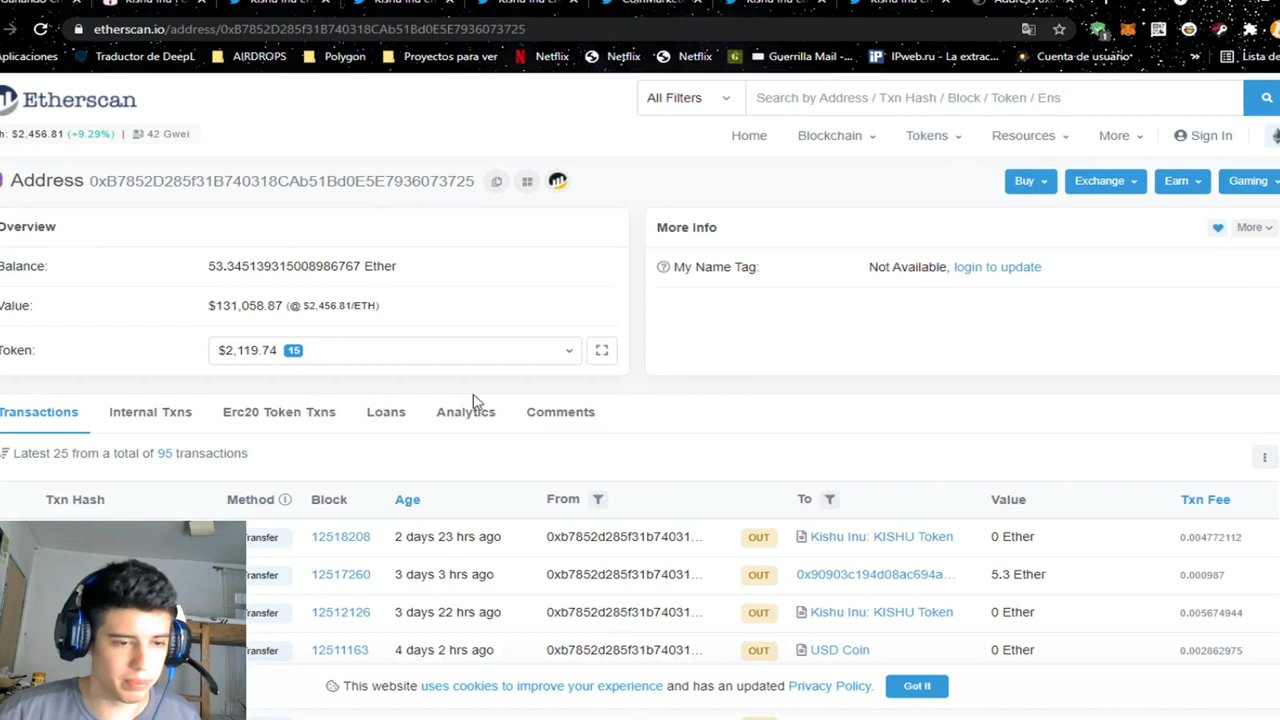 etherscan.io/address/0xB7852D285f31B740318CAb51Bd0E5E7936073725
Aplicaciones Traductor de DeepL AIRDROPS Polygon Proyectos para ver Netflix Netflix Netflix Guerrilla Mail -... IPweb.ru - La extrac... Cuenta de usuario Lista de
Etherscan
All Filters Search by Address / Txn Hash / Block / Token / Ens
h: $2,456.81 (+9.29%) | 42 Gwei
Home Blockchain Tokens Resources More Sign In
Address 0xB7852D285f31B740318CAb51Bd0E5E7936073725
Buy Exchange Earn Gaming
Overview
More Info
More
Balance: 53.345139315008986767 Ether
My Name Tag: Not Available, login to update
Value: $131,058.87 (@ $2,456.81/ETH)
Token: $2,119.74 15
Transactions Internal Txns Erc20 Token Txns Loans Analytics Comments
Latest 25 from a total of 95 transactions
Txn Hash Method Block Age From To Value Txn Fee
ransfer 12518208 2 days 23 hrs ago 0xb7852d285f31b74031... OUT Kishu Inu: KISHU Token 0 Ether 0.004772112
ransfer 12517260 3 days 3 hrs ago 0xb7852d285f31b74031... OUT 0x90903c194d08ac694a... 5.3 Ether 0.000987
ransfer 12512126 3 days 22 hrs ago 0xb7852d285f31b74031... OUT Kishu Inu: KISHU Token 0 Ether 0.005674944
ransfer 12511163 4 days 2 hrs ago 0xb7852d285f31b74031... OUT USD Coin 0 Ether 0.002862975
This website uses cookies to improve your experience and has an updated Privacy Policy. Got It